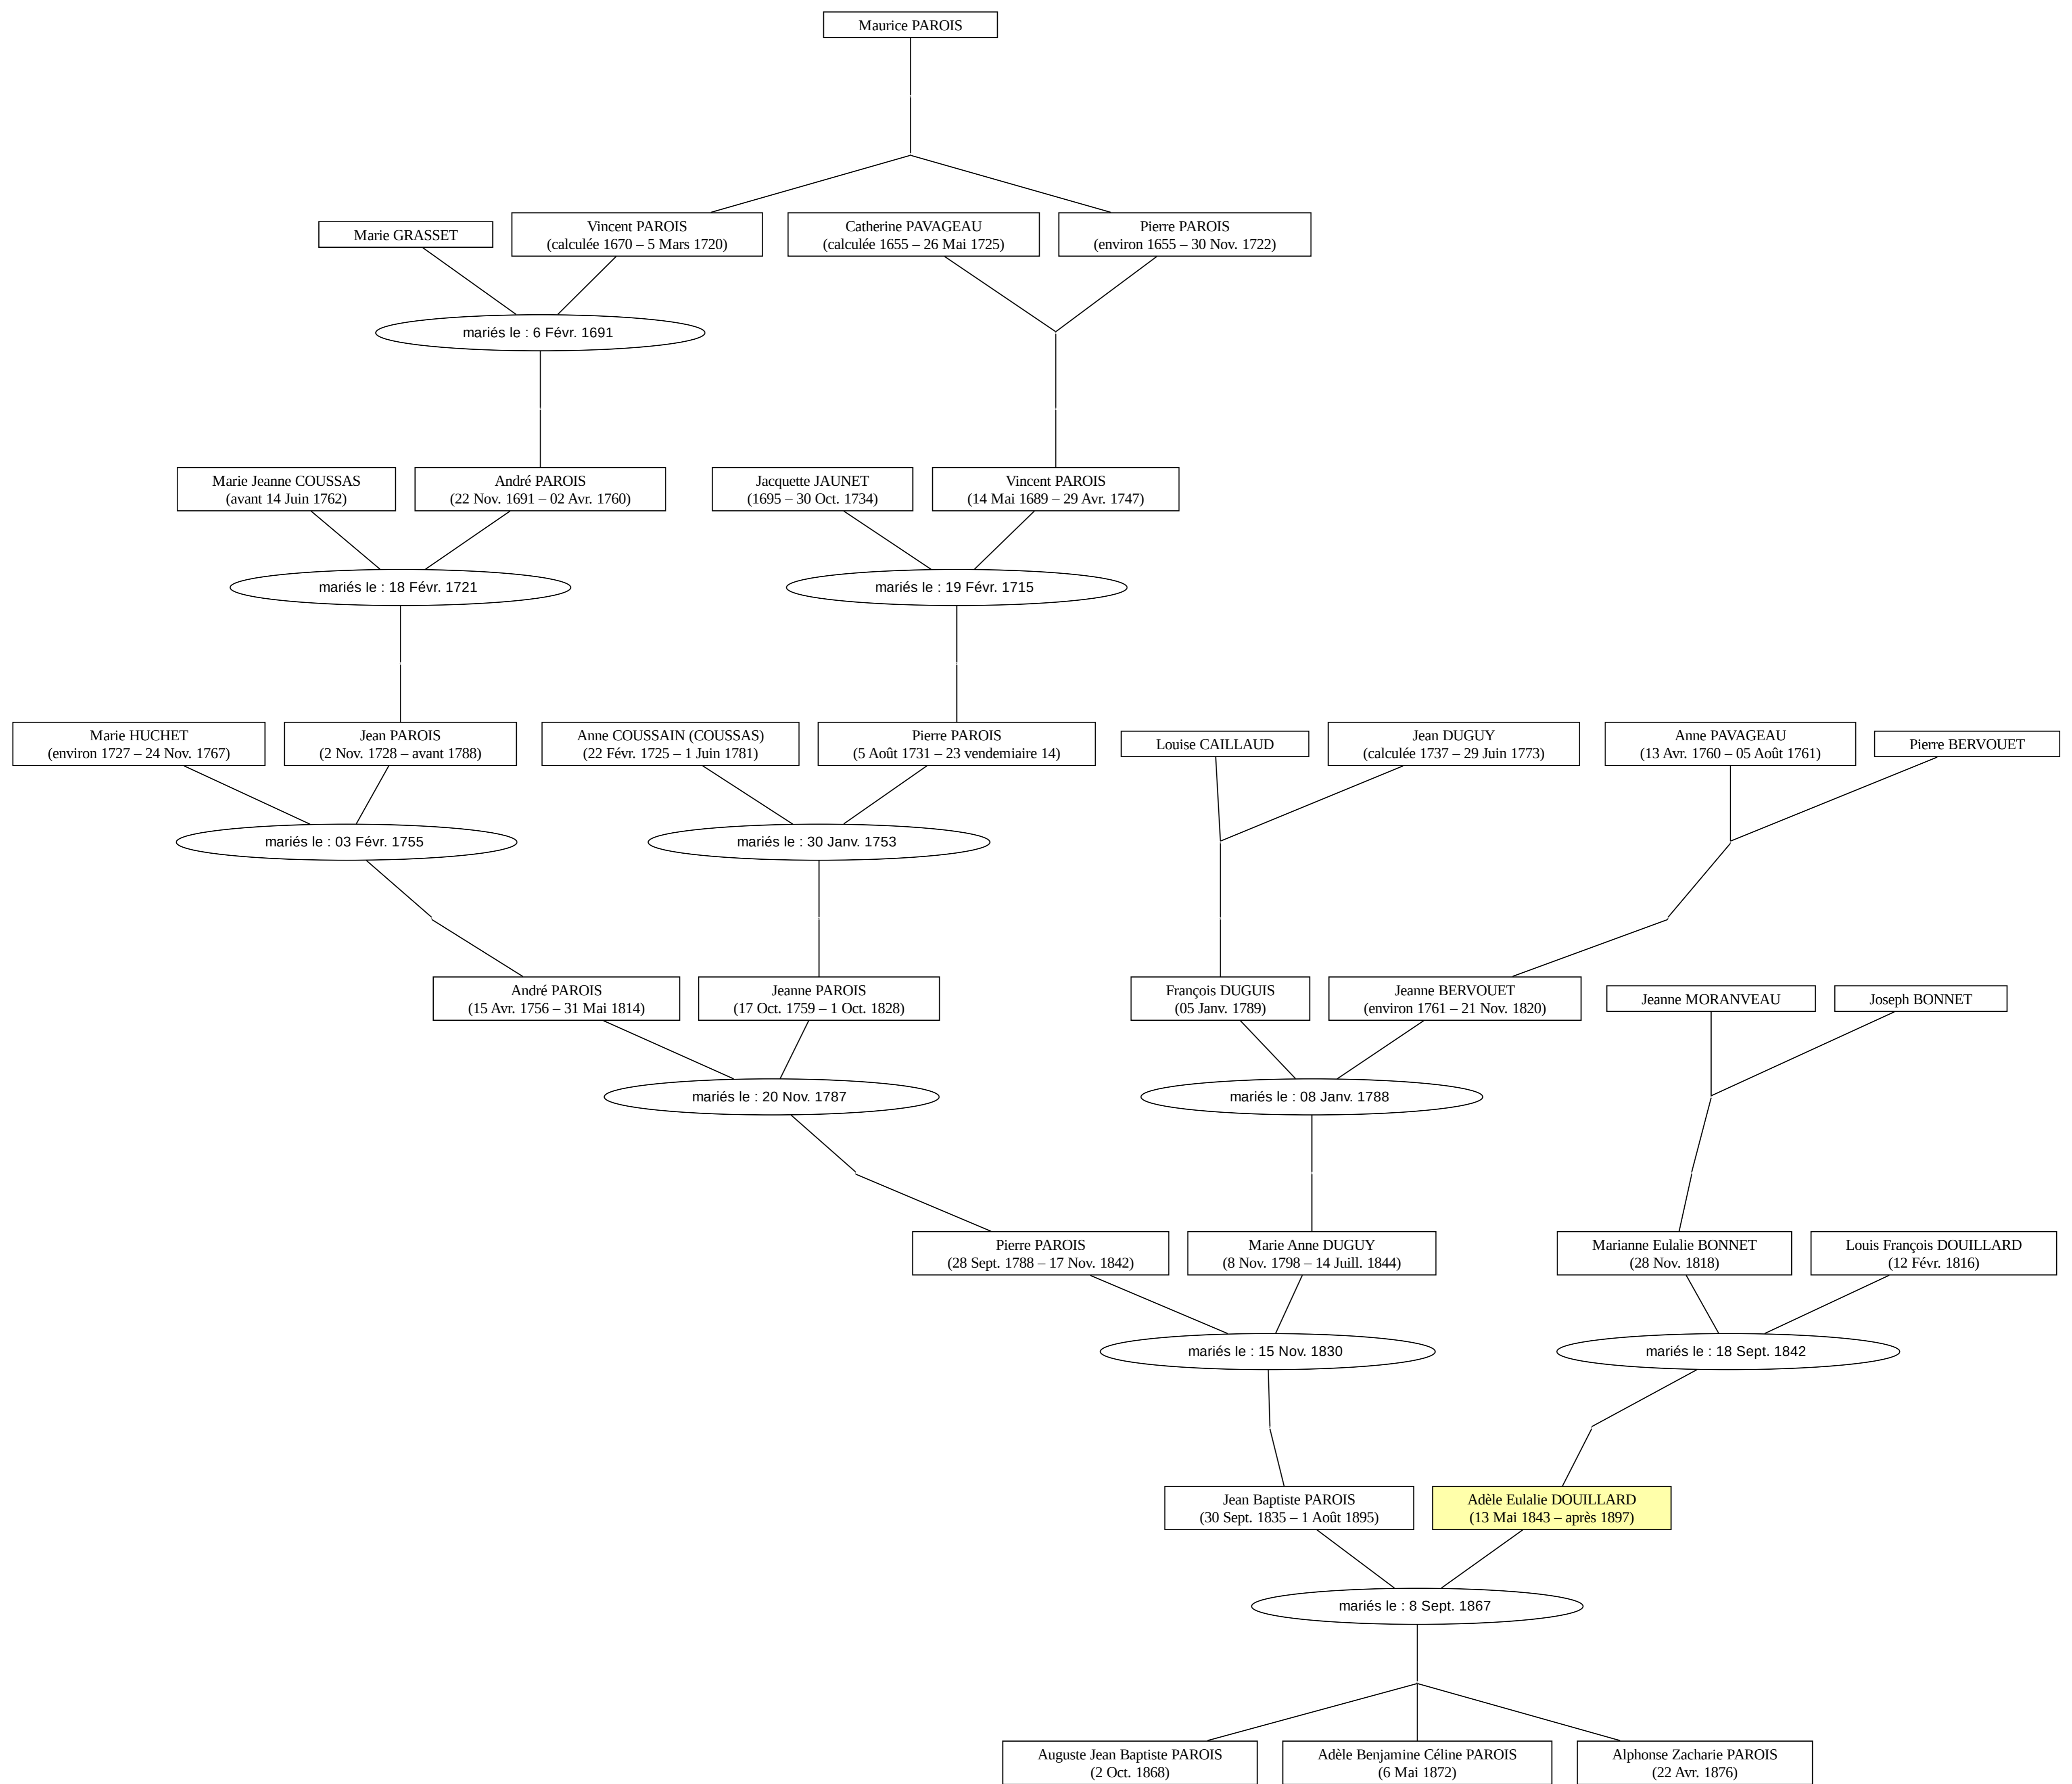 Maurice PAROIS
Marie GRASSET
Vincent PAROIS
(calculée 1670 – 5 Mars 1720)
Catherine PAVAGEAU
(calculée 1655 – 26 Mai 1725)
Pierre PAROIS
(environ 1655 – 30 Nov. 1722)
mariés le : 6 Févr. 1691
Marie Jeanne COUSSAS
(avant 14 Juin 1762)
André PAROIS
(22 Nov. 1691 – 02 Avr. 1760)
Jacquette JAUNET
(1695 – 30 Oct. 1734)
Vincent PAROIS
(14 Mai 1689 – 29 Avr. 1747)
mariés le : 18 Févr. 1721
mariés le : 19 Févr. 1715
Marie HUCHET
(environ 1727 – 24 Nov. 1767)
Jean PAROIS
(2 Nov. 1728 – avant 1788)
Anne COUSSAIN (COUSSAS)
(22 Févr. 1725 – 1 Juin 1781)
Pierre PAROIS
(5 Août 1731 – 23 vendemiaire 14)
Louise CAILLAUD
Jean DUGUY
(calculée 1737 – 29 Juin 1773)
Anne PAVAGEAU
(13 Avr. 1760 – 05 Août 1761)
Pierre BERVOUET
mariés le : 03 Févr. 1755
mariés le : 30 Janv. 1753
André PAROIS
(15 Avr. 1756 – 31 Mai 1814)
Jeanne PAROIS
(17 Oct. 1759 – 1 Oct. 1828)
François DUGUIS
(05 Janv. 1789)
Jeanne BERVOUET
(environ 1761 – 21 Nov. 1820)
Jeanne MORANVEAU
Joseph BONNET
mariés le : 20 Nov. 1787
mariés le : 08 Janv. 1788
Pierre PAROIS
(28 Sept. 1788 – 17 Nov. 1842)
Marie Anne DUGUY
(8 Nov. 1798 – 14 Juill. 1844)
Marianne Eulalie BONNET
(28 Nov. 1818)
Louis François DOUILLARD
(12 Févr. 1816)
mariés le : 15 Nov. 1830
mariés le : 18 Sept. 1842
Jean Baptiste PAROIS
(30 Sept. 1835 – 1 Août 1895)
Adèle Eulalie DOUILLARD
(13 Mai 1843 – après 1897)
mariés le : 8 Sept. 1867
Auguste Jean Baptiste PAROIS
(2 Oct. 1868)
Adèle Benjamine Céline PAROIS
(6 Mai 1872)
Alphonse Zacharie PAROIS
(22 Avr. 1876)